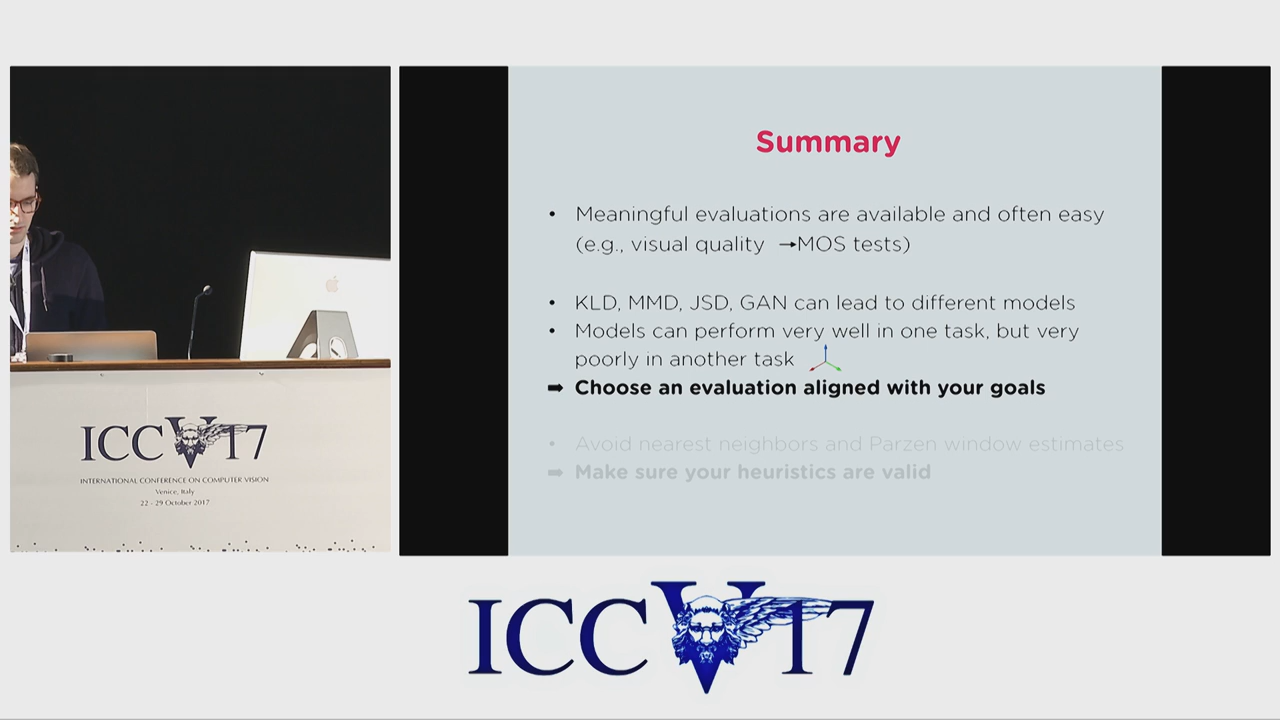 Summary
• Meaningful evaluations are available and often easy
(e.g., visual quality →MOS tests)
• KLD, MMD, JSD, GAN can lead to different models
• Models can perform very well in one task, but very
poorly in another task
➡ Choose an evaluation aligned with your goals
• Avoid nearest neighbors and Parzen window estimates
➡ Make sure your heuristics are valid
ICCV17
INTERNATIONAL CONFERENCE ON COMPUTER VISION
Venice, Italy
22 - 29 October 2017
ICCV17